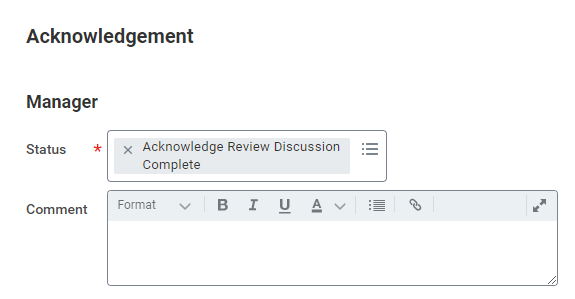 Acknowledgement
Manager
Status *
× Acknowledge Review Discussion
Complete
Comment
Format B I U A